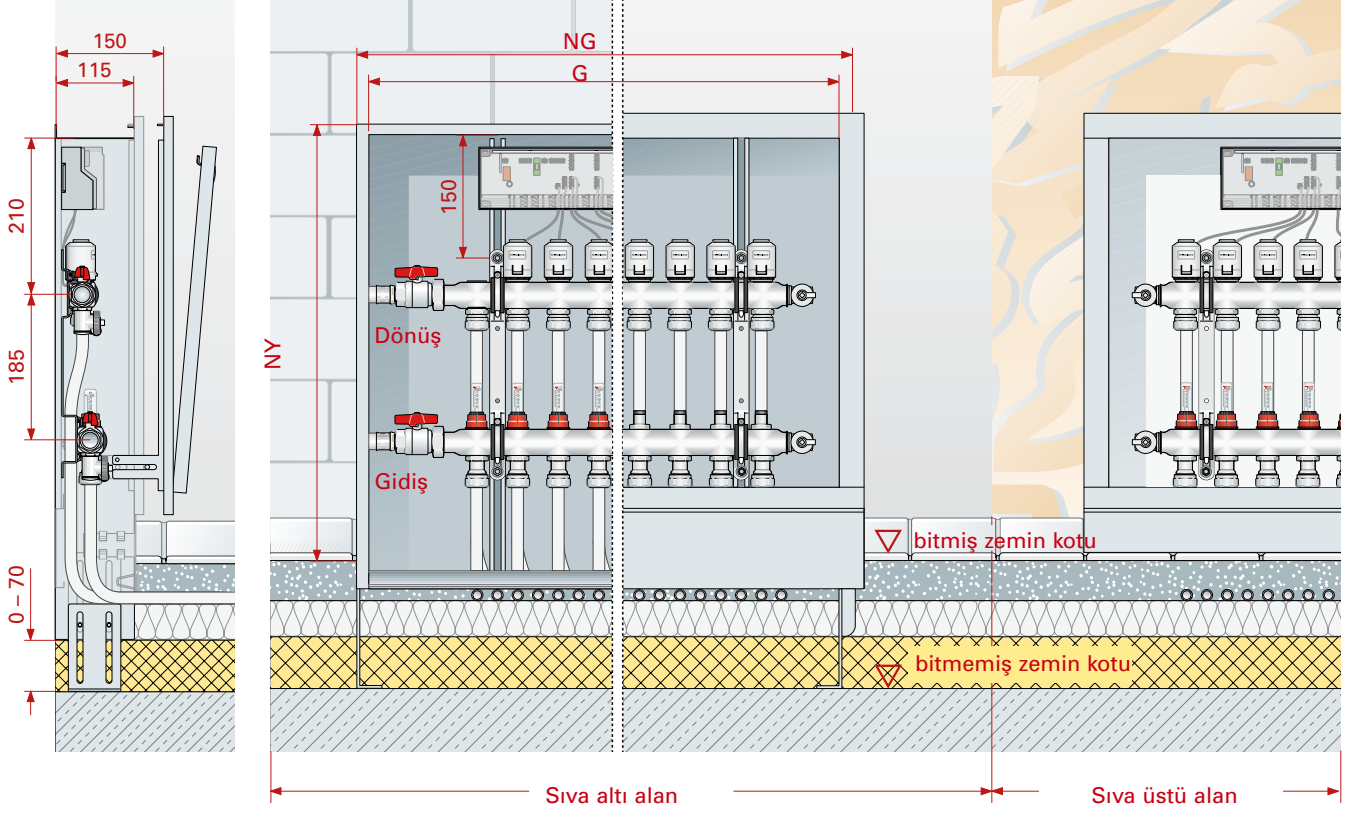 150
115
NG
G
210
150
185
NY
Dönüş
Gidiş
0 – 70
bitmiş zemin kotu
bitmemiş zemin kotu
Sıva altı alan
Sıva üstü alan